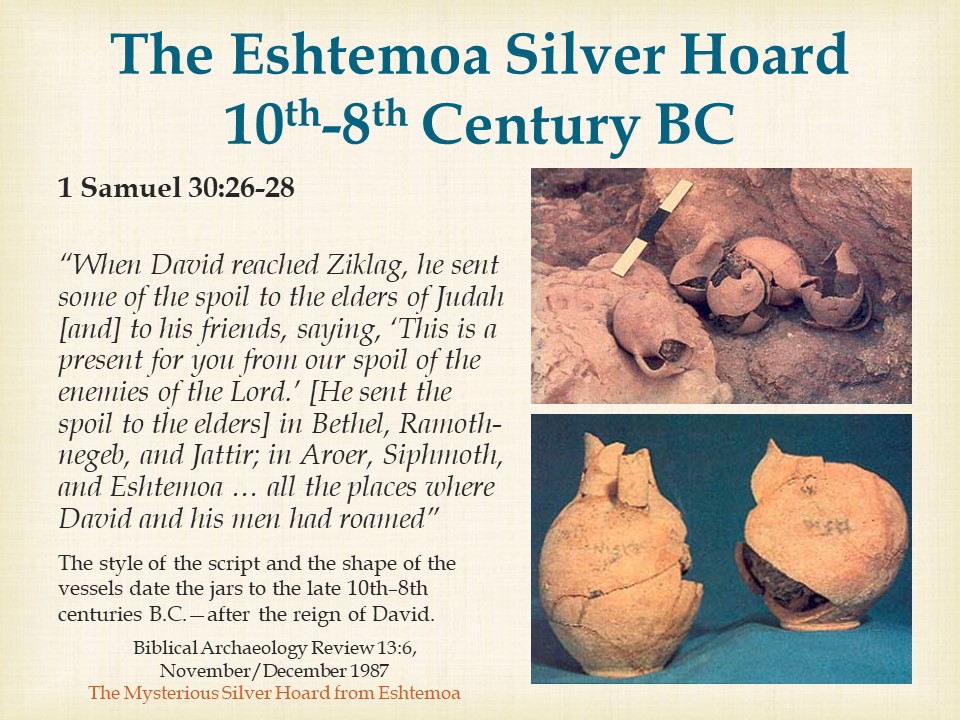 The Eshtemoa Silver Hoard
10th-8th Century BC
1 Samuel 30:26-28
“When David reached Ziklag, he sent
some of the spoil to the elders of Judah
[and] to his friends, saying, ‘This is a
present for you from our spoil of the
enemies of the Lord.’ [He sent the
spoil to the elders] in Bethel, Ramoth-
negeb, and Jattir; in Aroer, Siphmoth,
and Eshtemoa … all the places where
David and his men had roamed”
The style of the script and the shape of the
vessels date the jars to the late 10th–8th
centuries B.C.—after the reign of David.
Biblical Archaeology Review 13:6,
November/December 1987
The Mysterious Silver Hoard from Eshtemoa